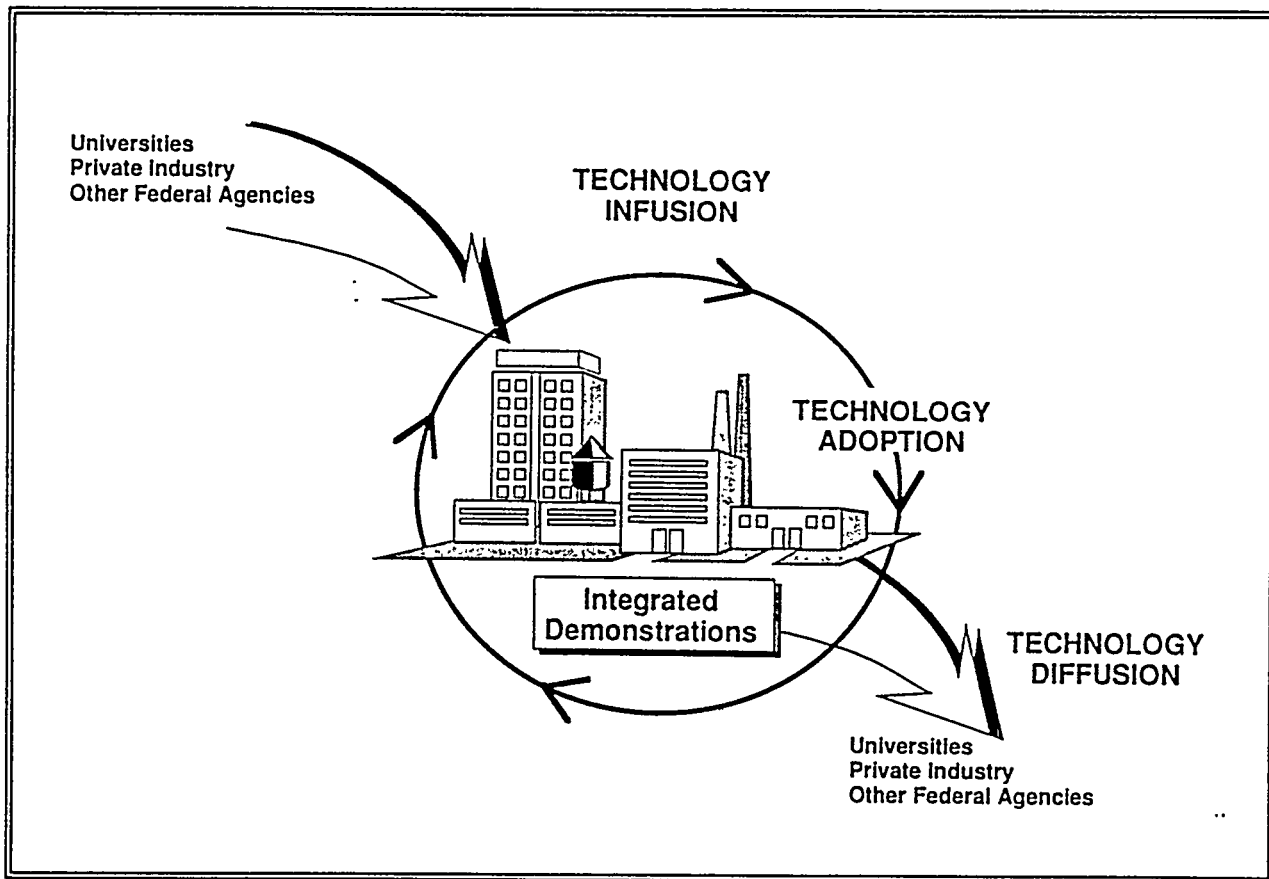 Universities
Private Industry
Other Federal Agencies
TECHNOLOGY
INFUSION
TECHNOLOGY
ADOPTION
Integrated
Demonstrations
TECHNOLOGY
DIFFUSION
Universities
Private Industry
Other Federal Agencies